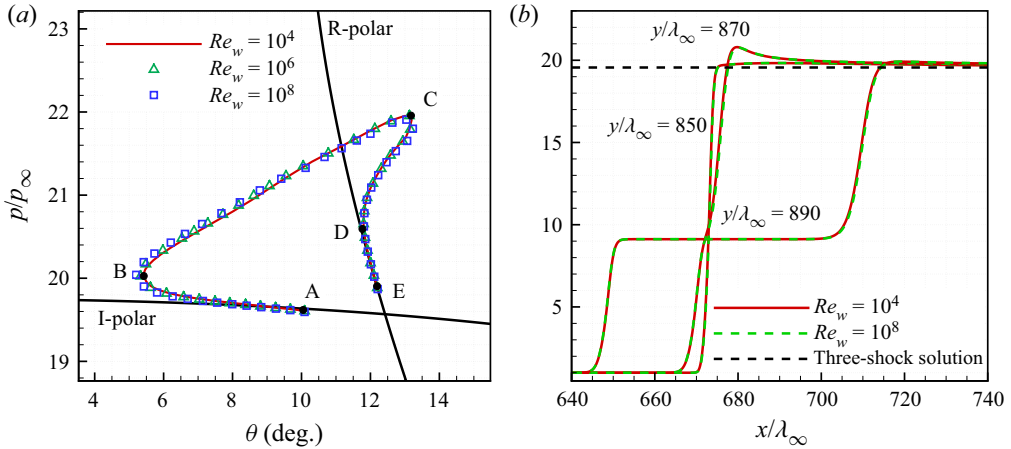 (a)
23
22
21
20
19
4
6
8
10
12
14
p/p∞
θ (deg.)
Re_w = 10^4
Re_w = 10^6
Re_w = 10^8
R-polar
C
D
B
A
E
I-polar
(b)
20
15
10
5
640
660
680
700
720
740
x/λ∞
y/λ∞ = 870
y/λ∞ = 850
y/λ∞ = 890
Re_w = 10^4
Re_w = 10^8
Three-shock solution